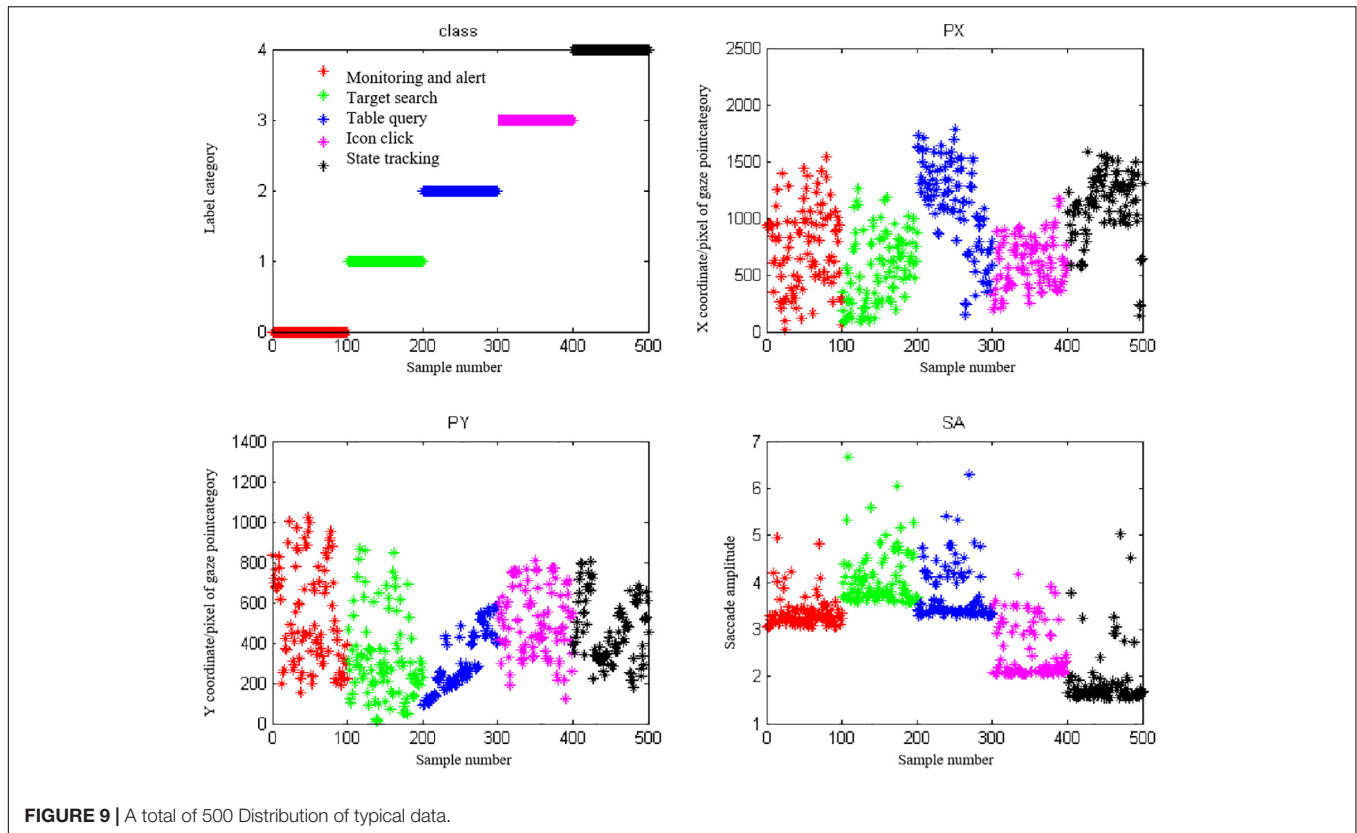 class
4
3
2
1
0
Label category
Monitoring and alert
Target search
Table query
Icon click
State tracking
0 100 200 300 400 500
Sample number
PX
2500
2000
1500
1000
500
0
X coordinate/pixel of gaze pointcategory
0 100 200 300 400 500
Sample number
PY
1400
1200
1000
800
600
400
200
0
Y coordinate/pixel of gaze pointcategory
0 100 200 300 400 500
Sample number
SA
7
6
5
4
3
2
1
Saccade amplitude
0 100 200 300 400 500
Sample number
FIGURE 9 | A total of 500 Distribution of typical data.